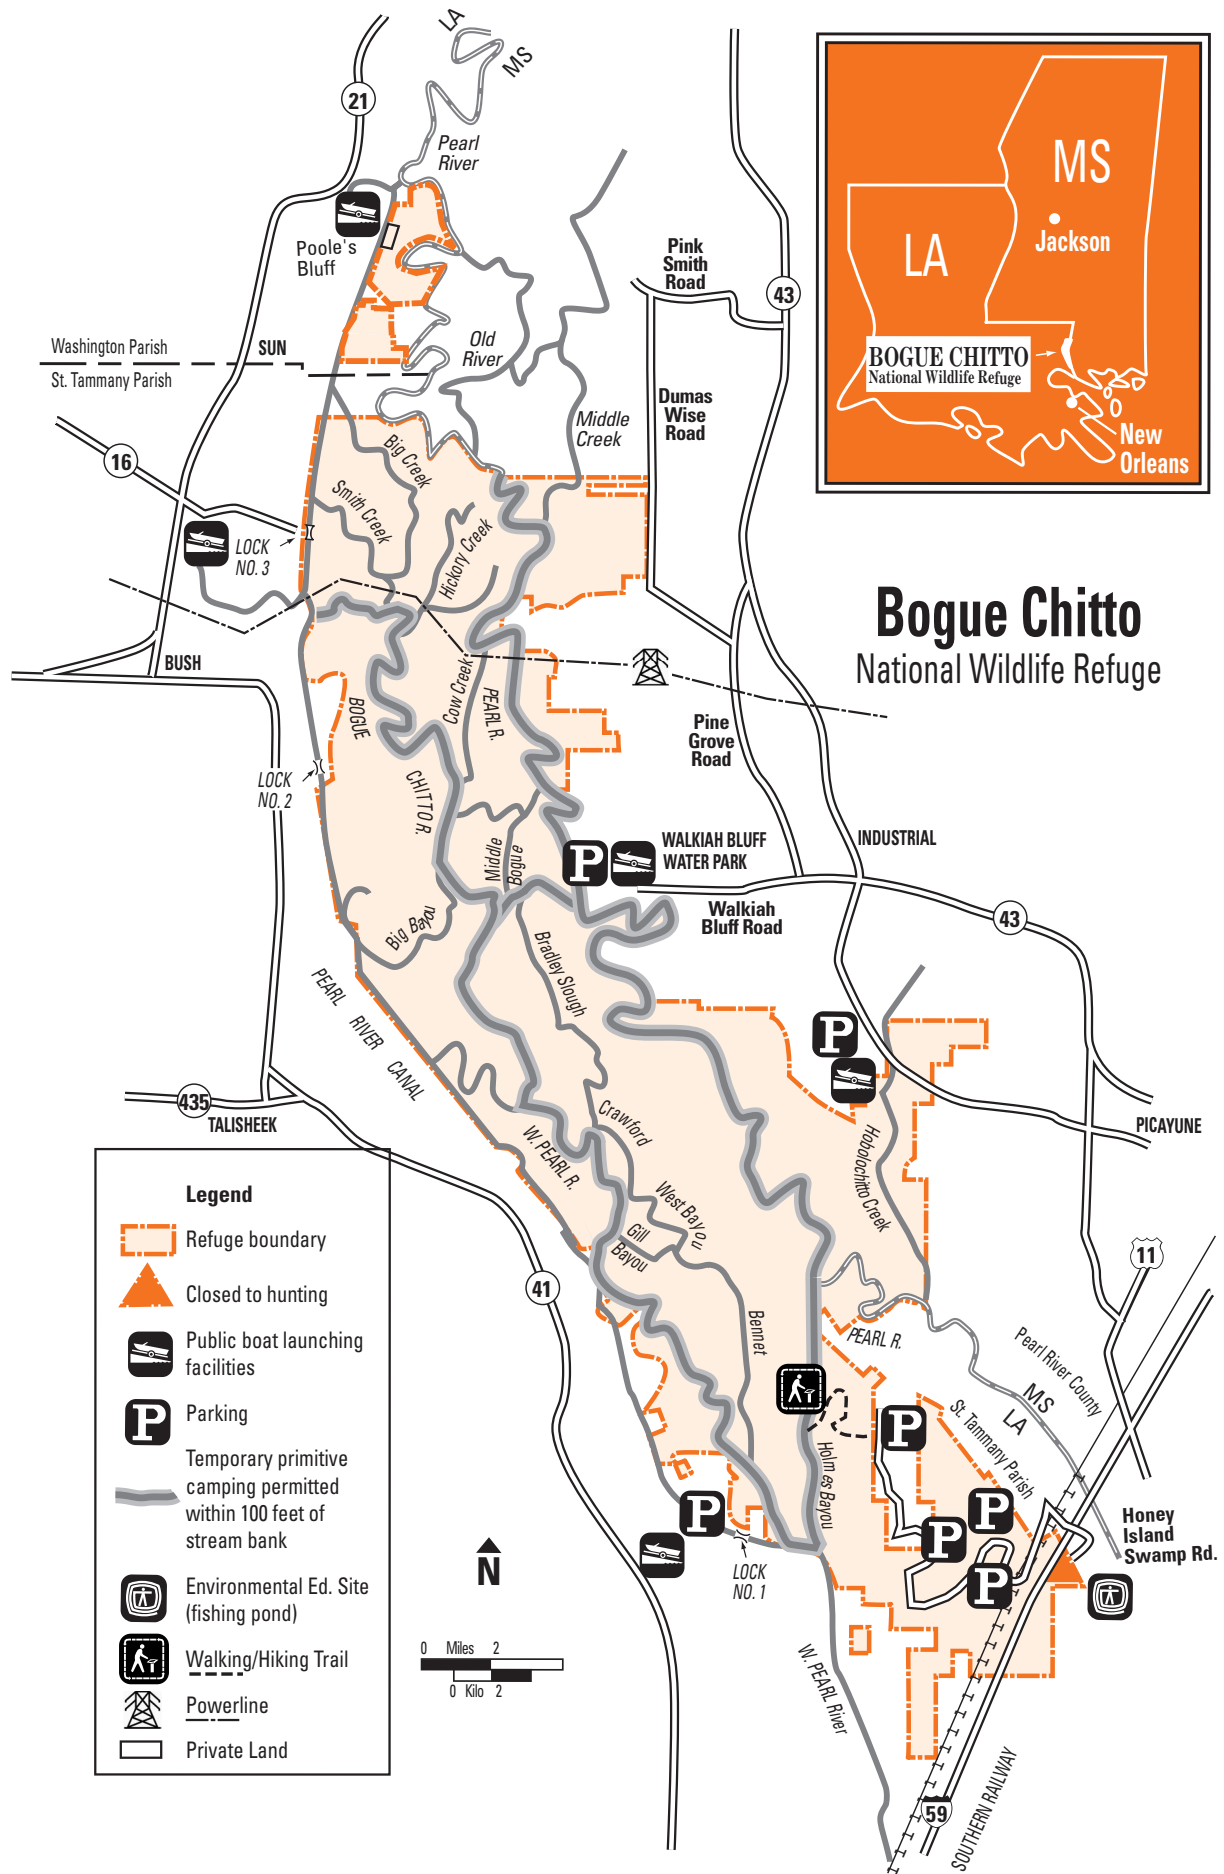 LA
MS
21
Pearl
River
Poole's
Bluff
Pink
Smith
Road
43
MS
Jackson
LA
BOGUE CHITTO
National Wildlife Refuge
New
Orleans
Washington Parish
SUN
St. Tammany Parish
Old
River
Dumas
Wise
Road
Middle
Creek
16
Big Creek
Smith Creek
Hickory Creek
LOCK
NO. 3
Bogue Chitto
National Wildlife Refuge
BUSH
Cow Creek
PEARL R.
BOGUE
CHITTO R.
Pine
Grove
Road
LOCK
NO. 2
INDUSTRIAL
Middle
Bogue
P
WALKIAH BLUFF
WATER PARK
Walkiah
Bluff Road
43
Big Bayou
Bradley Slough
PEARL RIVER CANAL
P
435
TALISHEEK
PICAYUNE
Crawford
Hobolochitto Creek
W. PEARL R.
West Bayou
Gill
Bayou
11
41
Bennet
PEARL R.
Pearl River County
MS
LA
St. Tammany Parish
Holmes Bayou
P
P
P
P
P
Honey
Island
Swamp Rd.
LOCK
NO. 1
N
0 Miles 2
0 Kilo 2
W. PEARL River
59
SOUTHERN RAILWAY
Legend
Refuge boundary
Closed to hunting
Public boat launching
facilities
P
Parking
Temporary primitive
camping permitted
within 100 feet of
stream bank
Environmental Ed. Site
(fishing pond)
Walking/Hiking Trail
Powerline
Private Land